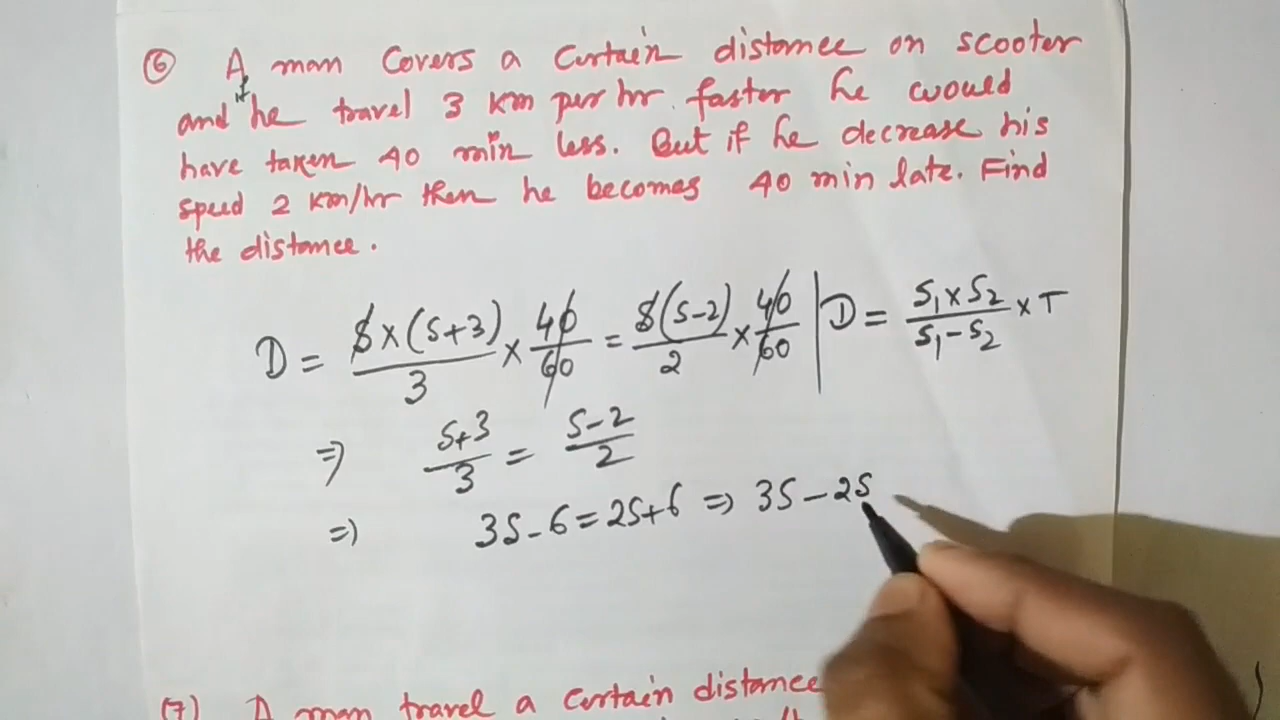 (6) A man Covers a Certain distance on scooter
and if he travel 3 km per hr. faster he would
have taken 40 min less. But if he decrease his
speed 2 km/hr then he becomes 40 min late. Find
the distance.
D = S×(S+3)/3 × 40/60 = S(S-2)/2 × 40/60 | D = S₁×S₂/S₁-S₂ × T
⇒ S+3/3 = S-2/2
⇒ 3S-6=2S+6 ⇒ 3S-2S
(7) A man travel a Certain distance